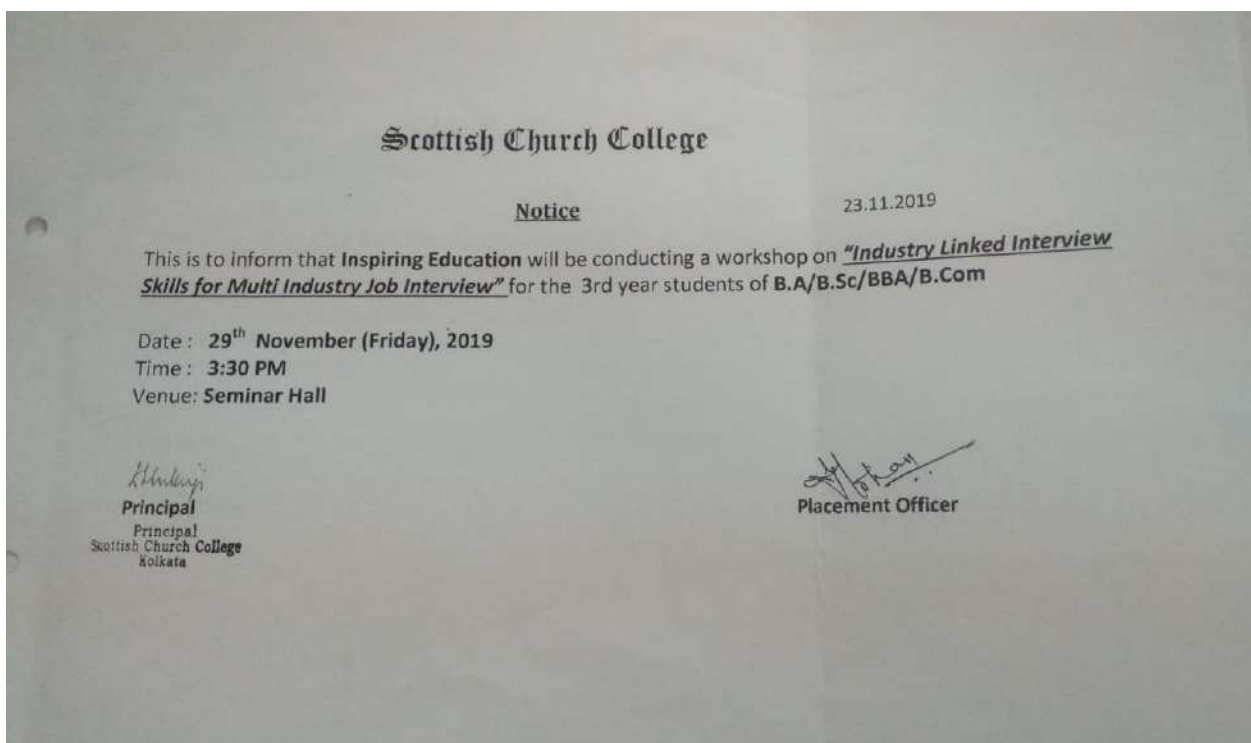 Scottish Church College
Notice
23.11.2019
This is to inform that Inspiring Education will be conducting a workshop on "Industry Linked Interview
Skills for Multi Industry Job Interview" for the 3rd year students of B.A/B.Sc/BBA/B.Com
Date : 29th November (Friday), 2019
Time : 3:30 PM
Venue: Seminar Hall
Principal
Principal
Scottish Church College
Kolkata
Placement Officer